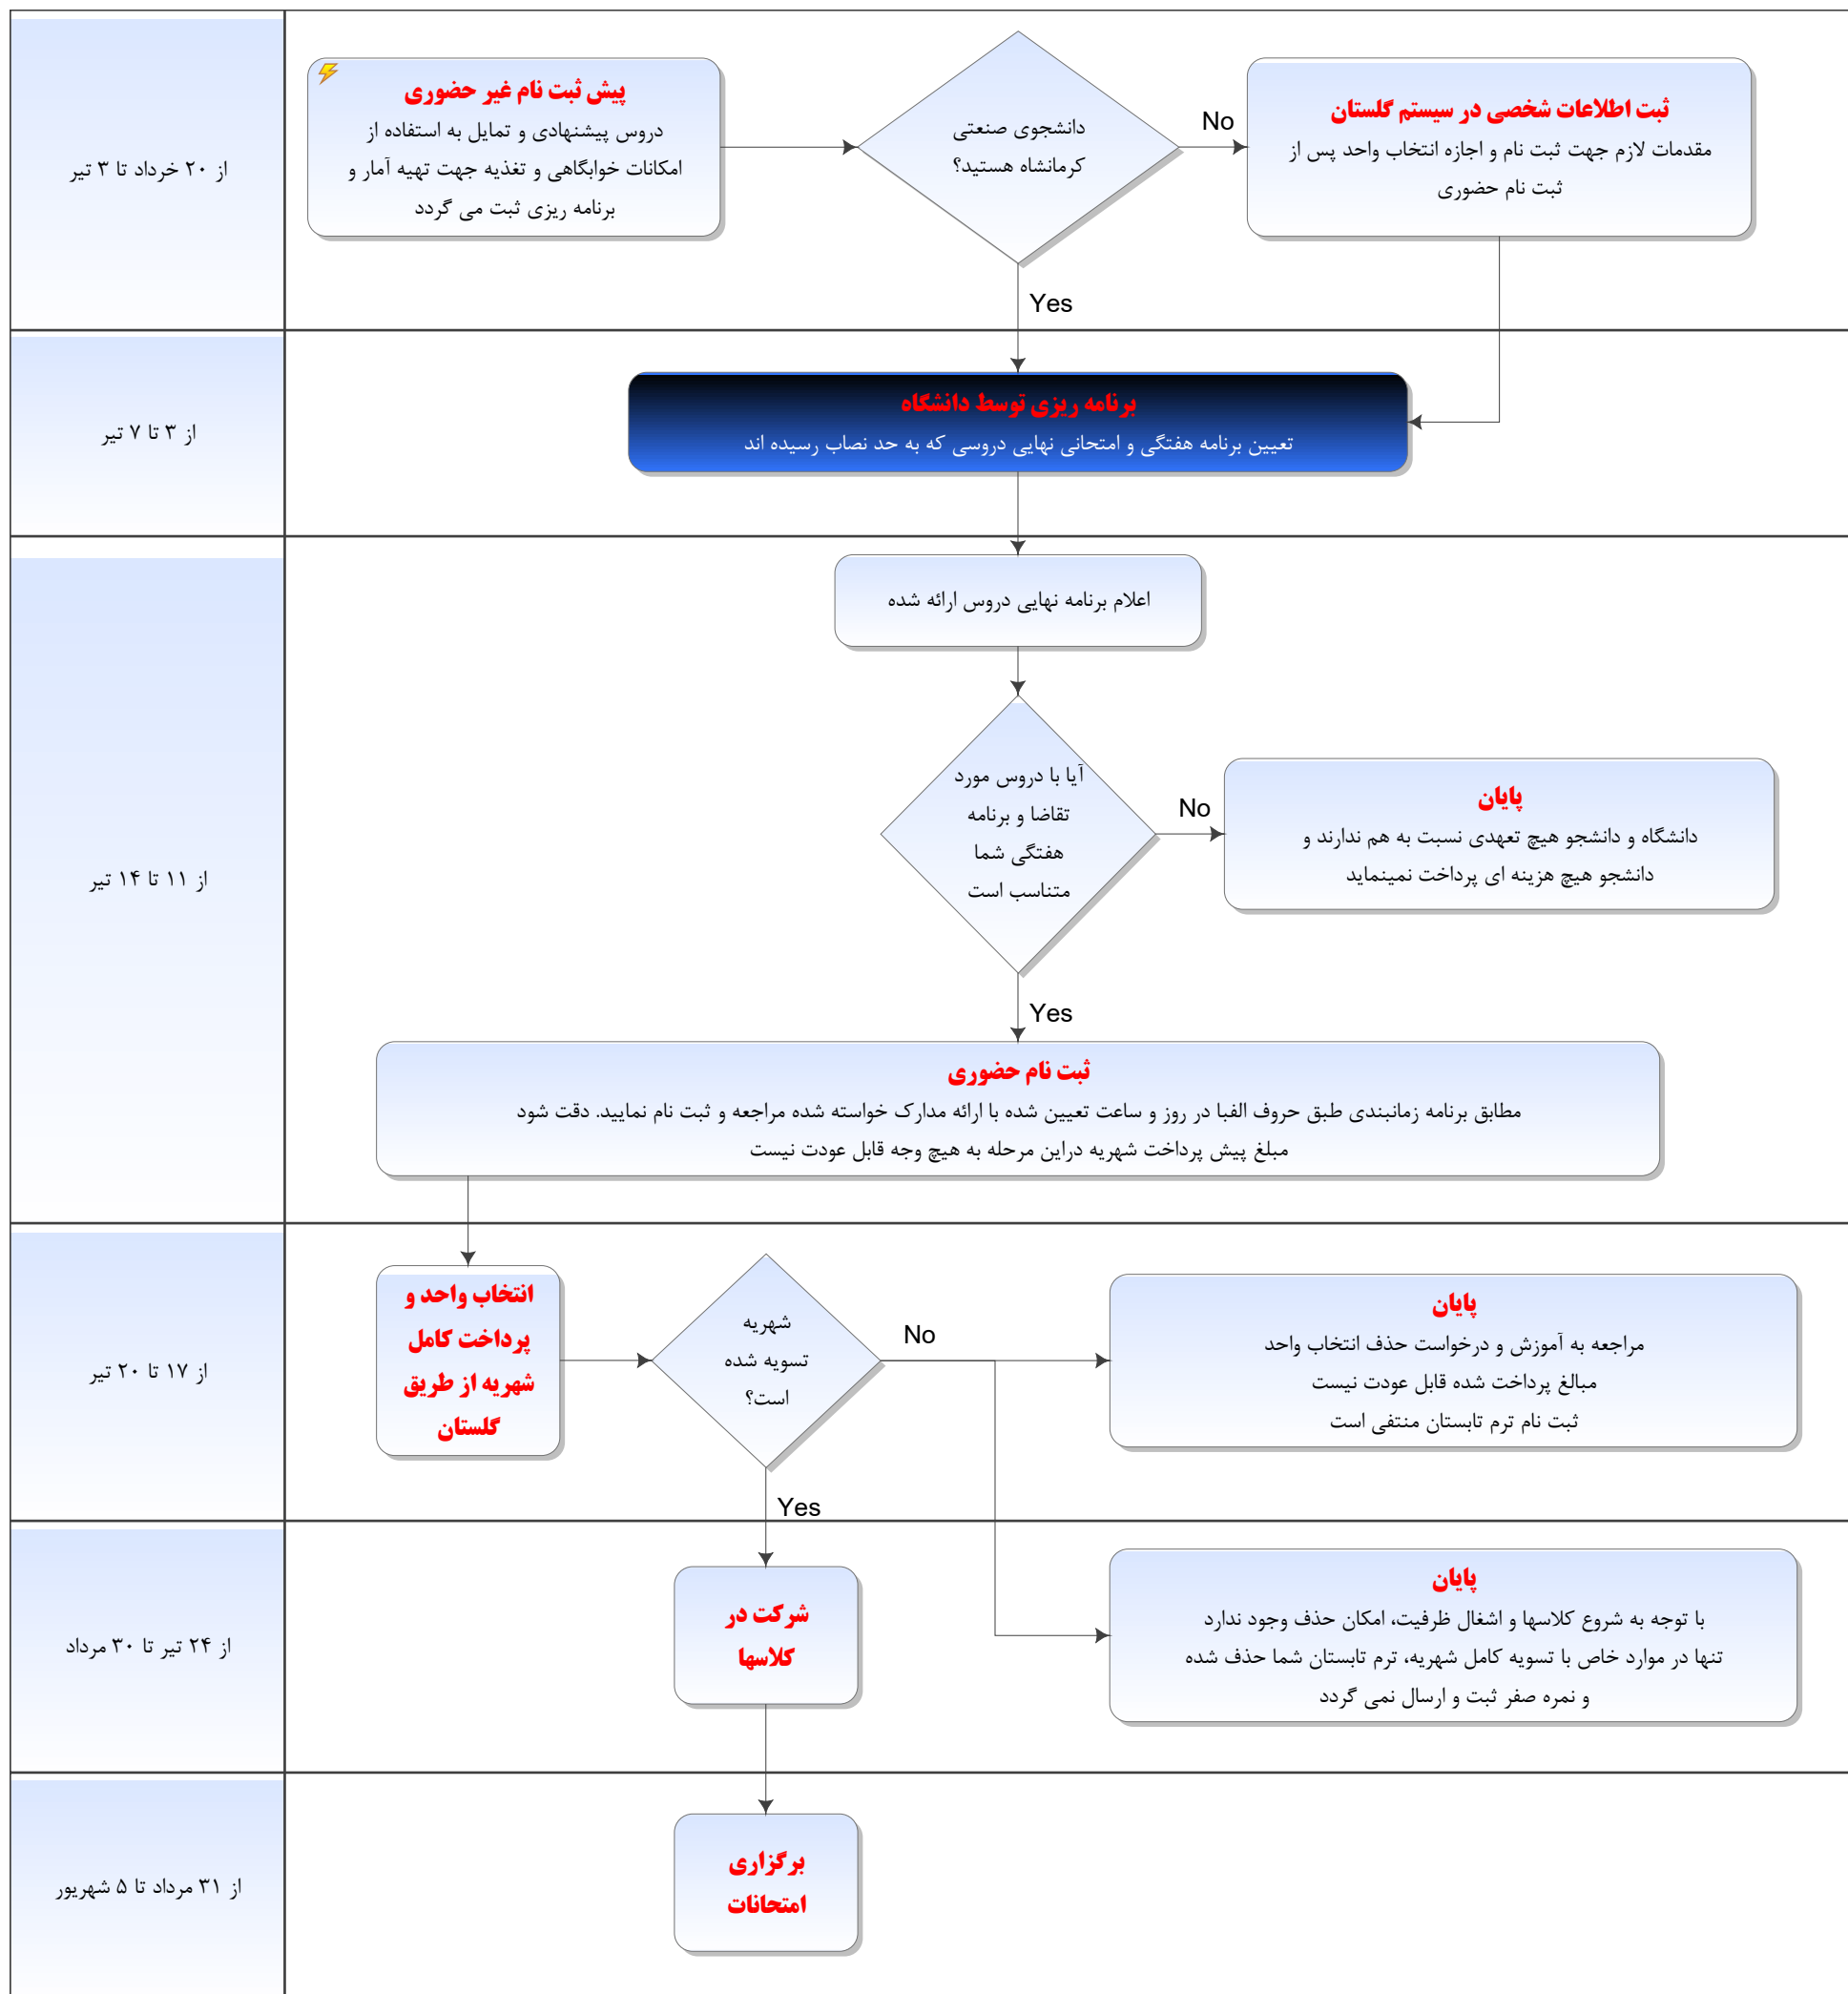 از ۲۰ خرداد تا ۳ تیر
پیش ثبت نام غیر حضوری
دروس پیشنهادی و تمایل به استفاده از
امکانات خوابگاهی و تغذیه جهت تهیه آمار و
برنامه ریزی ثبت می گردد
دانشجوی صنعتی
کرمانشاه هستید؟
No
ثبت اطلاعات شخصی در سیستم گلستان
مقدمات لازم جهت ثبت نام و اجازه انتخاب واحد پس از
ثبت نام حضوری
Yes
از ۳ تا ۷ تیر
برنامه ریزی توسط دانشگاه
تعیین برنامه هفتگی و امتحانی نهایی دروسی که به حد نصاب رسیده اند
از ۱۱ تا ۱۴ تیر
اعلام برنامه نهایی دروس ارائه شده
آیا با دروس مورد
تقاضا و برنامه
هفتگی شما
متناسب است
No
پایان
دانشگاه و دانشجو هیچ تعهدی نسبت به هم ندارند و
دانشجو هیچ هزینه ای پرداخت نمینماید
Yes
ثبت نام حضوری
مطابق برنامه زمانبندی طبق حروف الفبا در روز و ساعت تعیین شده با ارائه مدارک خواسته شده مراجعه و ثبت نام نمایید. دقت شود
مبلغ پیش پرداخت شهریه دراین مرحله به هیچ وجه قابل عودت نیست
از ۱۷ تا ۲۰ تیر
انتخاب واحد و
پرداخت کامل
شهریه از طریق
گلستان
شهریه
تسویه شده
است؟
No
پایان
مراجعه به آموزش و درخواست حذف انتخاب واحد
مبالغ پرداخت شده قابل عودت نیست
ثبت نام ترم تابستان منتفی است
Yes
از ۲۴ تیر تا ۳۰ مرداد
شرکت در
کلاسها
پایان
با توجه به شروع کلاسها و اشغال ظرفیت، امکان حذف وجود ندارد
تنها در موارد خاص با تسویه کامل شهریه، ترم تابستان شما حذف شده
و نمره صفر ثبت و ارسال نمی گردد
از ۳۱ مرداد تا ۵ شهریور
برگزاری
امتحانات